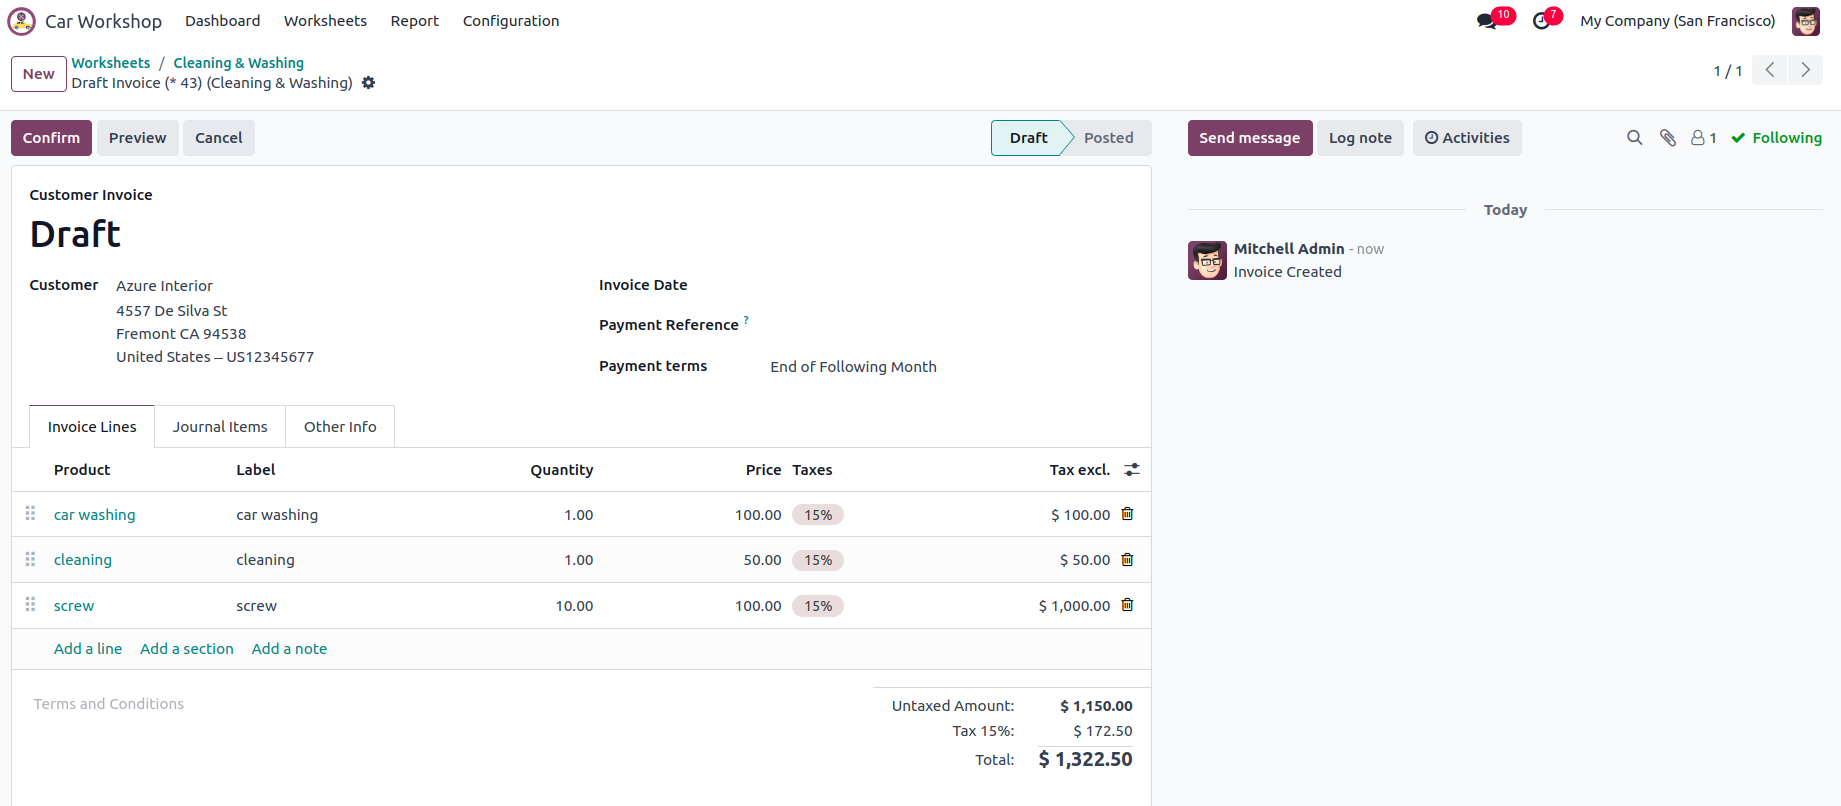 Car Workshop Dashboard Worksheets Report Configuration 10 7 My Company (San Francisco)
New Worksheets / Cleaning & Washing
Draft Invoice (* 43) (Cleaning & Washing)
1 / 1
Confirm Preview Cancel Draft Posted
Send message Log note Activities 1 Following
Customer Invoice
Draft
Customer Azure Interior
4557 De Silva St
Fremont CA 94538
United States – US12345677
Invoice Date
Payment Reference ?
Payment terms End of Following Month
Invoice Lines Journal Items Other Info
Product Label Quantity Price Taxes Tax excl.
car washing car washing 1.00 100.00 15% $ 100.00
cleaning cleaning 1.00 50.00 15% $ 50.00
screw screw 10.00 100.00 15% $ 1,000.00
Add a line Add a section Add a note
Terms and Conditions
Untaxed Amount: $ 1,150.00
Tax 15%: $ 172.50
Total: $ 1,322.50
Today
Mitchell Admin - now
Invoice Created